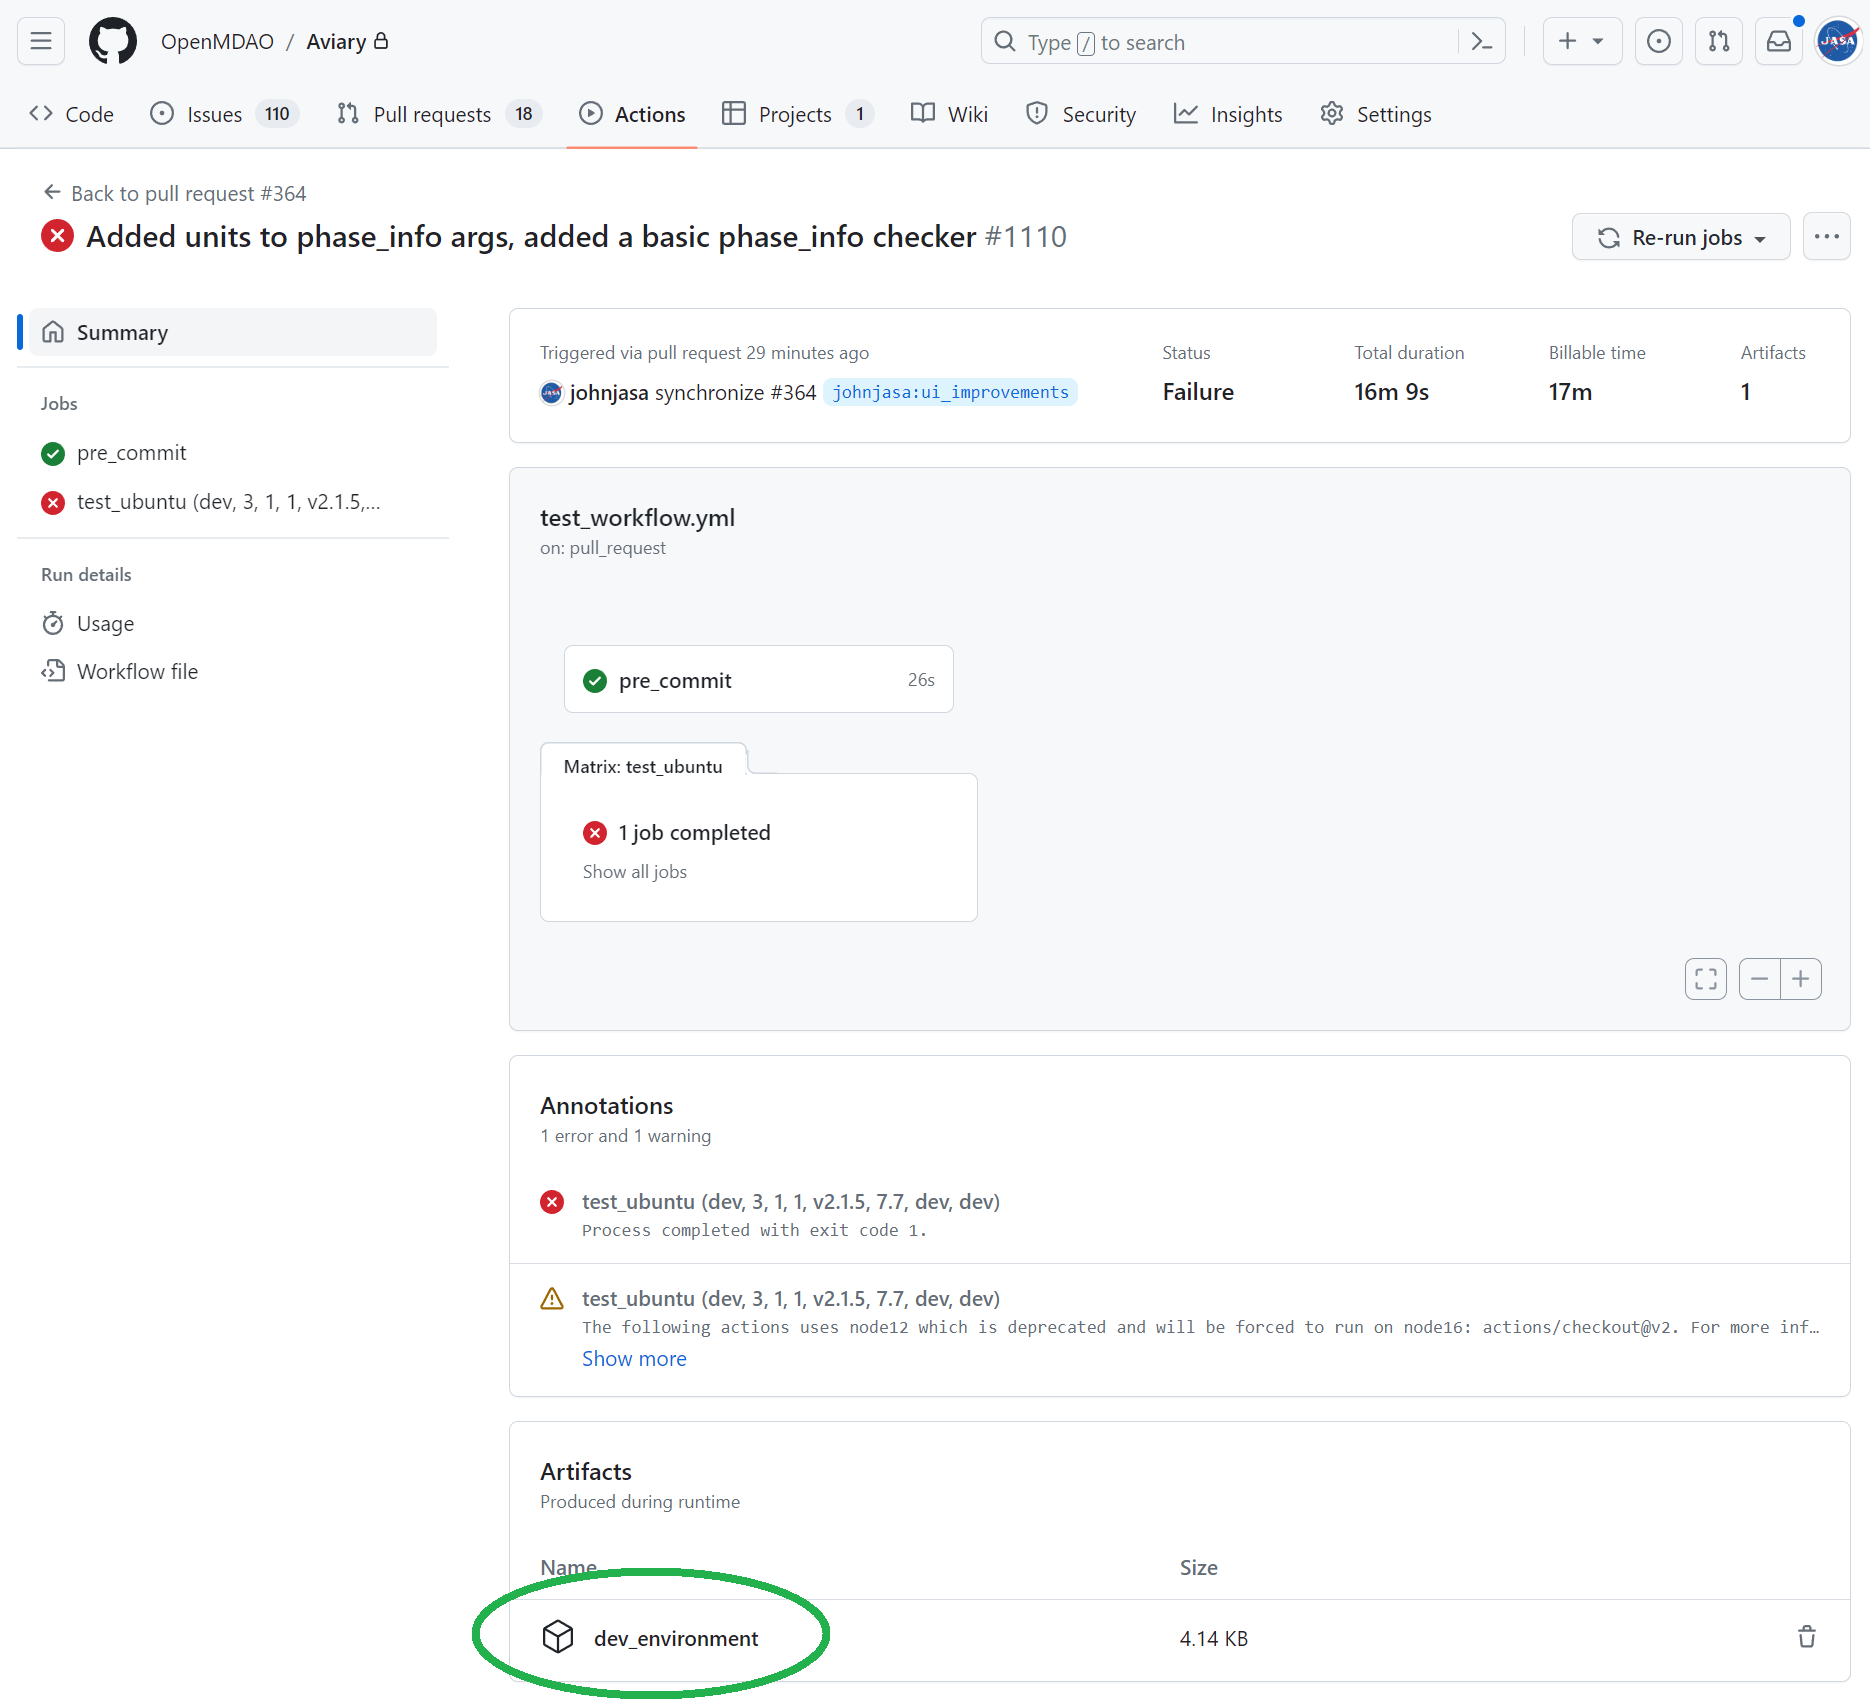 OpenMDAO / Aviary
Type / to search
Code
Issues 110
Pull requests 18
Actions
Projects 1
Wiki
Security
Insights
Settings
Back to pull request #364
Added units to phase_info args, added a basic phase_info checker #1110
Re-run jobs
Summary
Jobs
pre_commit
test_ubuntu (dev, 3, 1, 1, v2.1.5,...
Run details
Usage
Workflow file
Triggered via pull request 29 minutes ago
johnjasa synchronize #364 johnjasa:ui_improvements
Status
Failure
Total duration
16m 9s
Billable time
17m
Artifacts
1
test_workflow.yml
on: pull_request
pre_commit 26s
Matrix: test_ubuntu
1 job completed
Show all jobs
Annotations
1 error and 1 warning
test_ubuntu (dev, 3, 1, 1, v2.1.5, 7.7, dev, dev)
Process completed with exit code 1.
test_ubuntu (dev, 3, 1, 1, v2.1.5, 7.7, dev, dev)
The following actions uses node12 which is deprecated and will be forced to run on node16: actions/checkout@v2. For more inf…
Show more
Artifacts
Produced during runtime
Name Size
dev_environment 4.14 KB
JASA